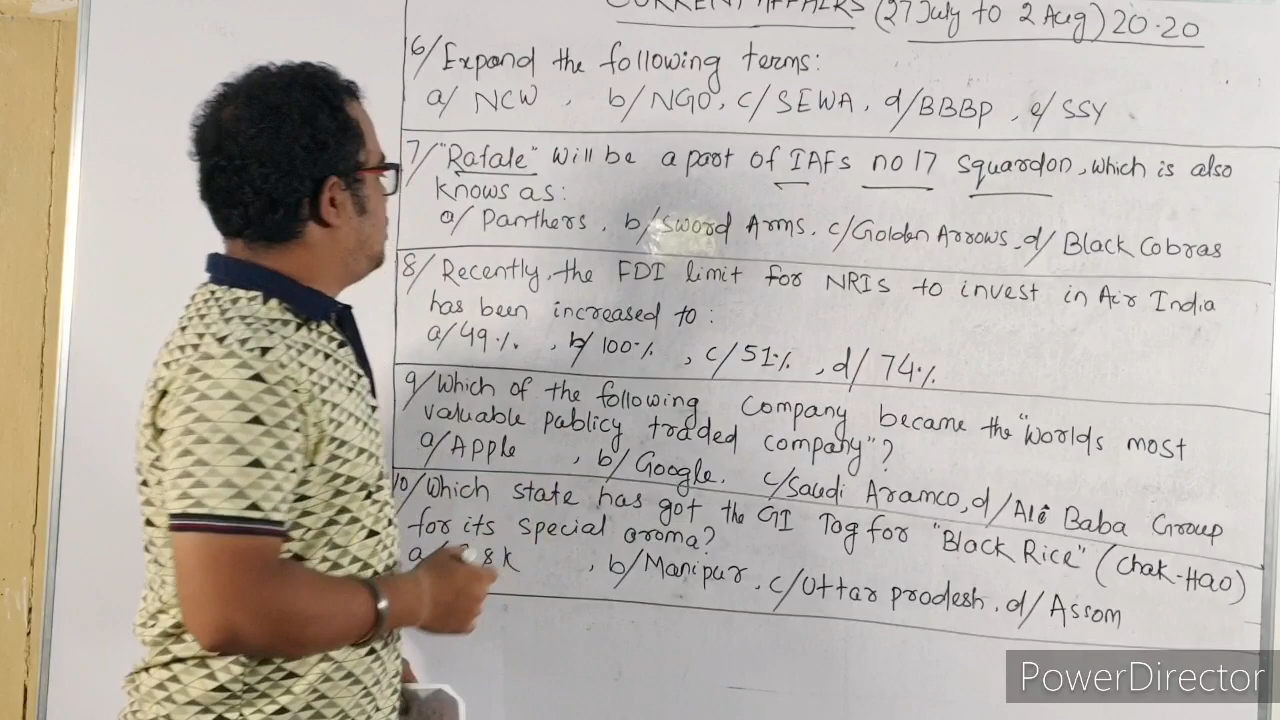 CURRENT AFFAIRS (27 July to 2 Aug) 20.20
6/ Expand the following terms:
a/ NCW, b/ NGO, c/ SEWA, d/ BBBP, e/ SSY
7/ "Rafale" will be a part of IAFs no 17 Squardon, which is also
knows as:
a/ Panthers, b/ Sword Arms, c/ Golden Arrows, d/ Black Cobras
8/ Recently, the FDI limit for NRIs to invest in Air India
has been increased to:
a/ 49%, b/ 100%, c/ 51%, d/ 74%
9/ Which of the following company became the "Worlds most
valuable publicy traded company"?
a/ Apple, b/ Google, c/ Saudi Aramco, d/ Ali Baba Group
10/ Which state has got the GI Tag for "Black Rice" (Chak-Hao)
for its special aroma?
a/ &K, b/ Manipur, c/ Uttar pradesh, d/ Assam
PowerDirector